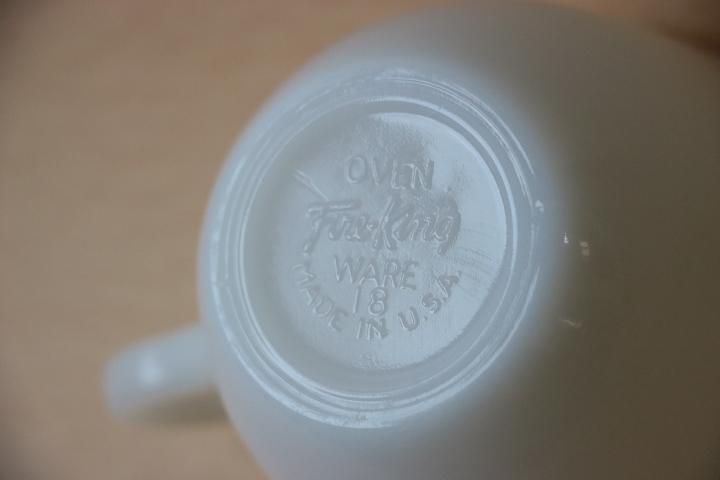 OVEN
Fire-King
WARE
18
MADE IN U.S.A.